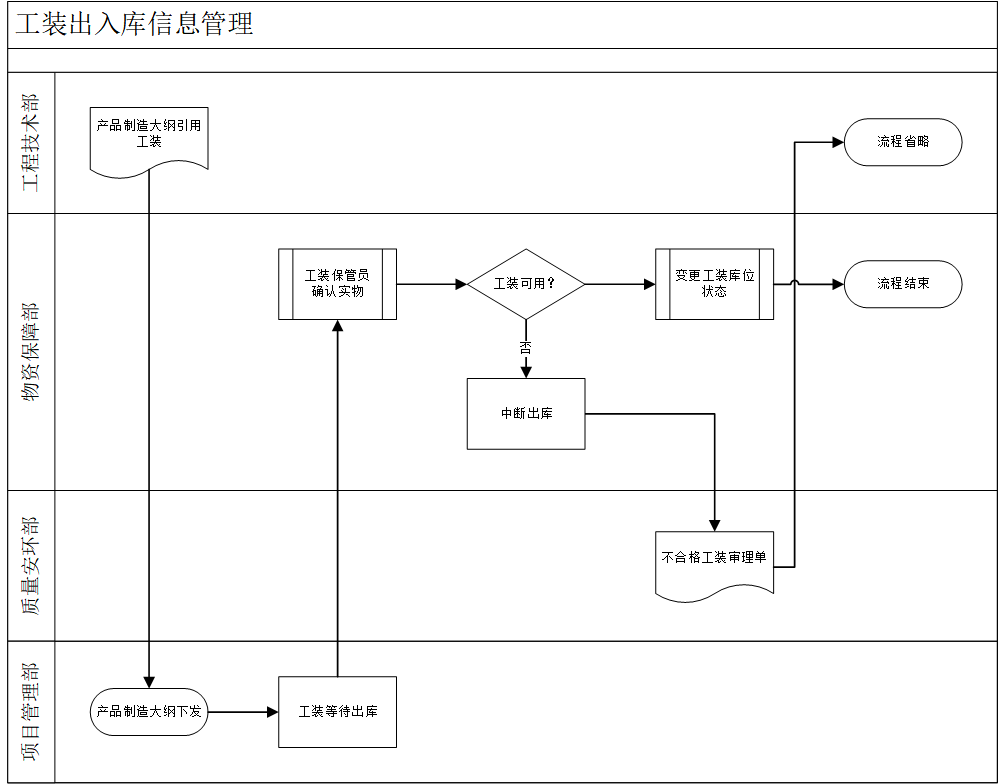 工装出入库信息管理
工程技术部
产品制造大纲引用
工装
流程省略
物资保障部
工装保管员
确认实物
工装可用?
变更工装库位
状态
流程结束
否
中断出库
质量安环部
不合格工装审理单
项目管理部
产品制造大纲下发
工装等待出库